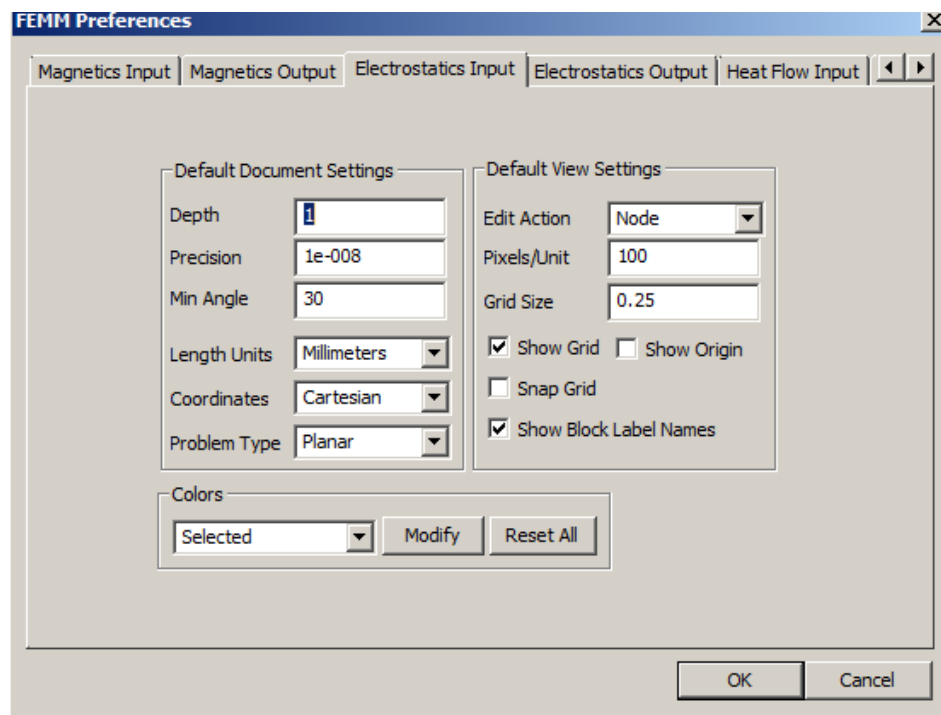 FEMM Preferences
Magnetics Input Magnetics Output Electrostatics Input Electrostatics Output Heat Flow Input
Default Document Settings
Depth 1
Precision 1e-008
Min Angle 30
Length Units Millimeters
Coordinates Cartesian
Problem Type Planar
Default View Settings
Edit Action Node
Pixels/Unit 100
Grid Size 0.25
Show Grid Show Origin
Snap Grid
Show Block Label Names
Colors
Selected Modify Reset All
OK Cancel